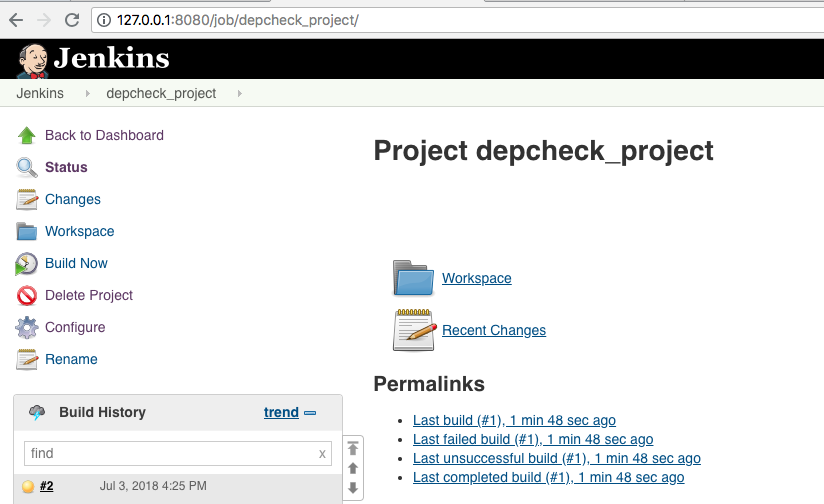 127.0.0.1:8080/job/depcheck_project/
Jenkins
Jenkins depcheck_project
Back to Dashboard
Status
Changes
Workspace
Build Now
Delete Project
Configure
Rename
Project depcheck_project
Workspace
Recent Changes
Permalinks
Last build (#1), 1 min 48 sec ago
Last failed build (#1), 1 min 48 sec ago
Last unsuccessful build (#1), 1 min 48 sec ago
Last completed build (#1), 1 min 48 sec ago
Build History trend
find x
#2 Jul 3, 2018 4:25 PM